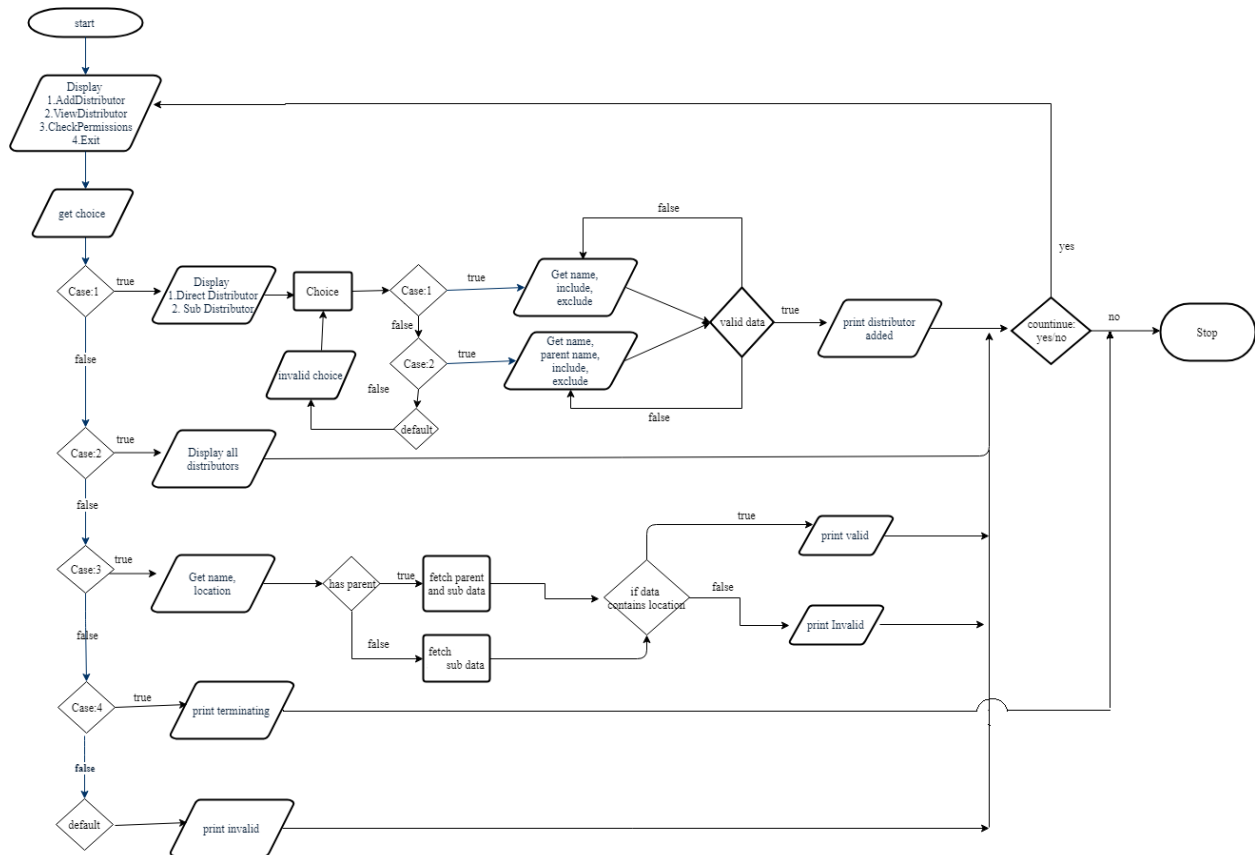 start
Display
1.AddDistributor
2.ViewDistributor
3.CheckPermissions
4.Exit
get choice
Case:1
true
Display
1.Direct Distributor
2. Sub Distributor
Choice
Case:1
true
Get name,
include,
exclude
false
valid data
true
print distributor
added
countinue:
yes/no
yes
no
Stop
false
invalid choice
false
Case:2
true
Get name,
parent name,
include,
exclude
false
false
default
Case:2
true
Display all
distributors
false
Case:3
true
Get name,
location
has parent
true
fetch parent
and sub data
false
fetch
sub data
if data
contains location
true
print valid
false
print Invalid
false
Case:4
true
print terminating
false
default
print invalid